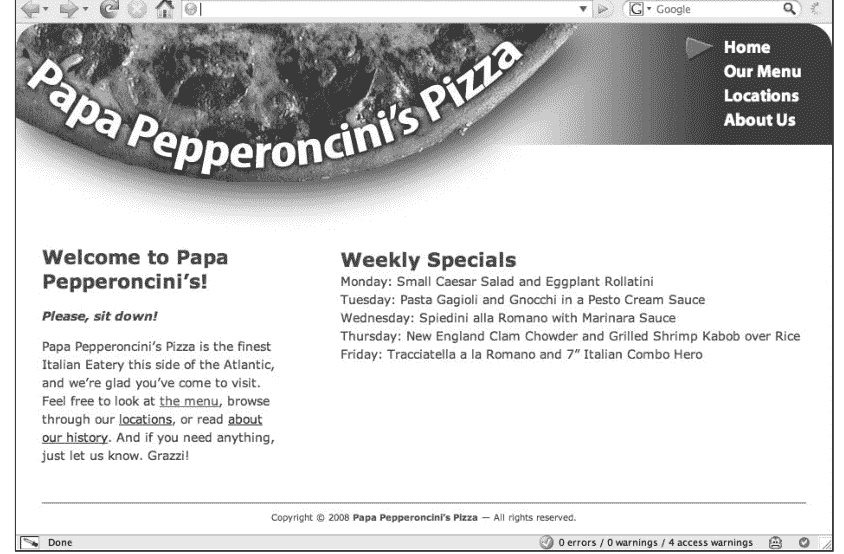 Google
Papa Pepperoncini's Pizza
Home
Our Menu
Locations
About Us
Welcome to Papa
Pepperoncini's!
Please, sit down!
Papa Pepperoncini's Pizza is the finest
Italian Eatery this side of the Atlantic,
and we're glad you've come to visit.
Feel free to look at the menu, browse
through our locations, or read about
our history. And if you need anything,
just let us know. Grazzi!
Weekly Specials
Monday: Small Caesar Salad and Eggplant Rollatini
Tuesday: Pasta Gagioli and Gnocchi in a Pesto Cream Sauce
Wednesday: Spiedini alla Romano with Marinara Sauce
Thursday: New England Clam Chowder and Grilled Shrimp Kabob over Rice
Friday: Tracciatella a la Romano and 7" Italian Combo Hero
Copyright © 2008 Papa Pepperoncini's Pizza — All rights reserved.
Done
0 errors / 0 warnings / 4 access warnings